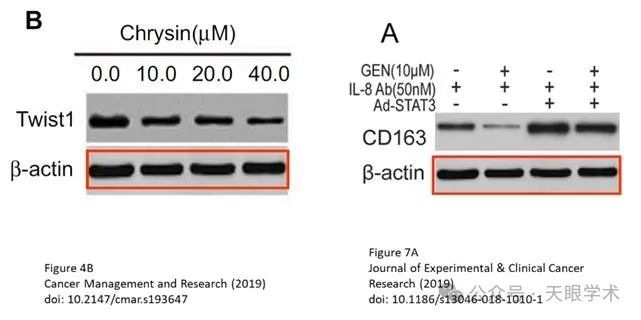 B
Chrysin(μM)
0.0 10.0 20.0 40.0
Twist1
β-actin
Figure 4B
Cancer Management and Research (2019)
doi: 10.2147/cmar.s193647
A
GEN(10μM) - + - +
IL-8 Ab(50nM) + + + +
Ad-STAT3 - - + +
CD163
β-actin
Figure 7A
Journal of Experimental & Clinical Cancer
Research (2019)
doi: 10.1186/s13046-018-1010-1
公众号 · 天眼学术